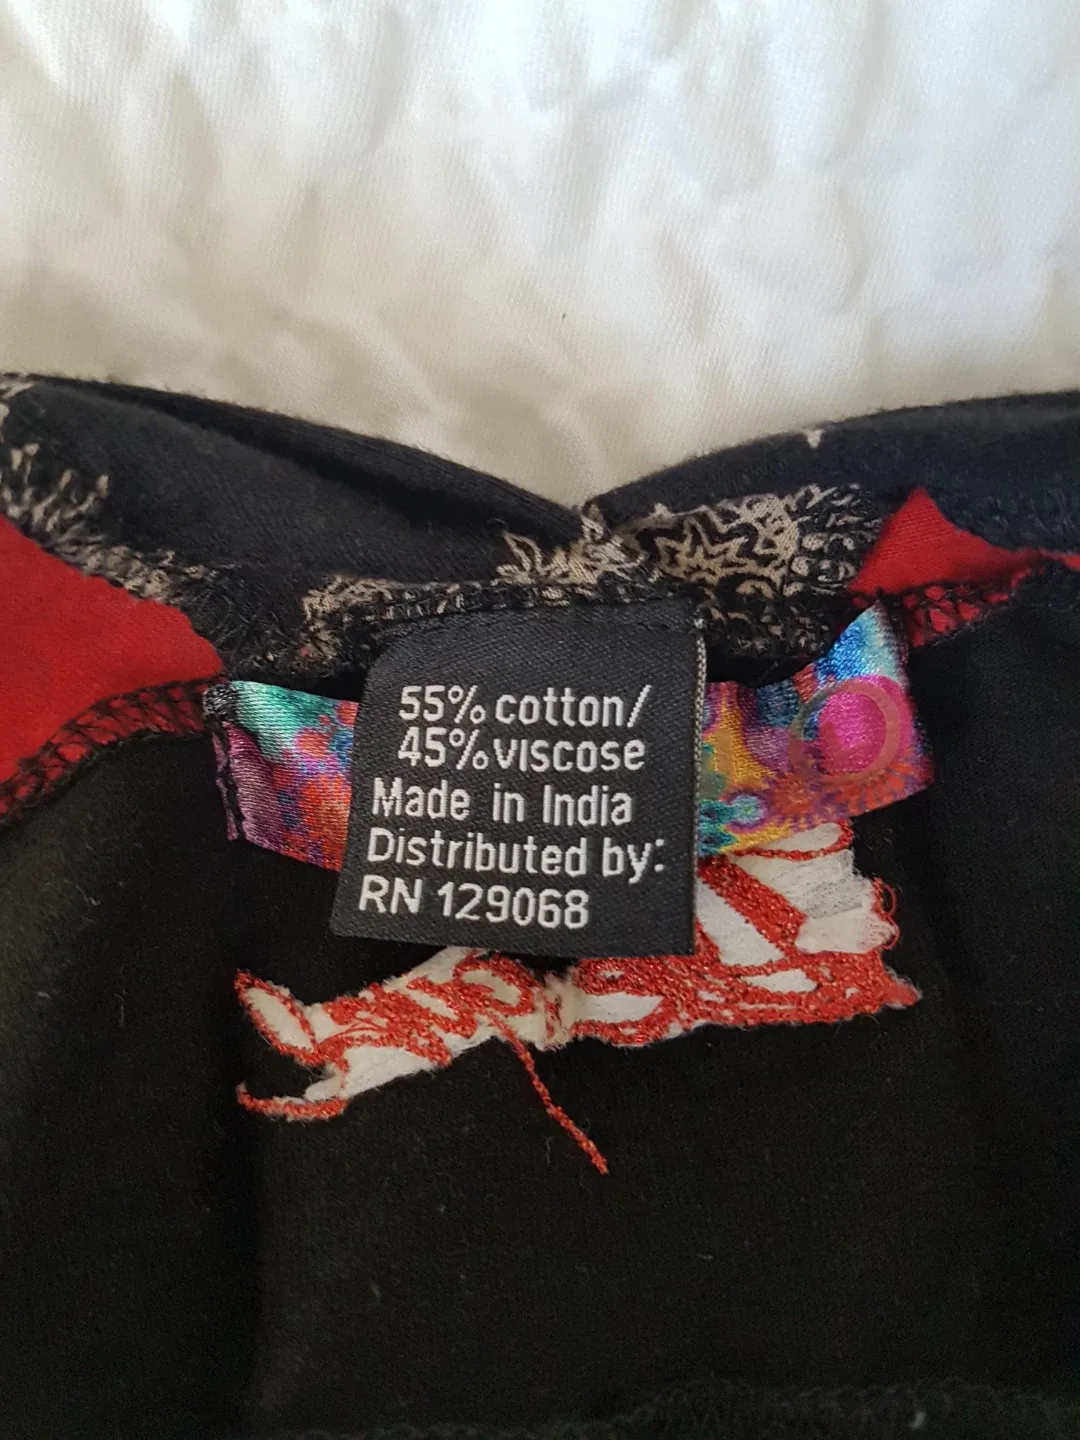 55% cotton/
45% viscose
Made in India
Distributed by:
RN 129068